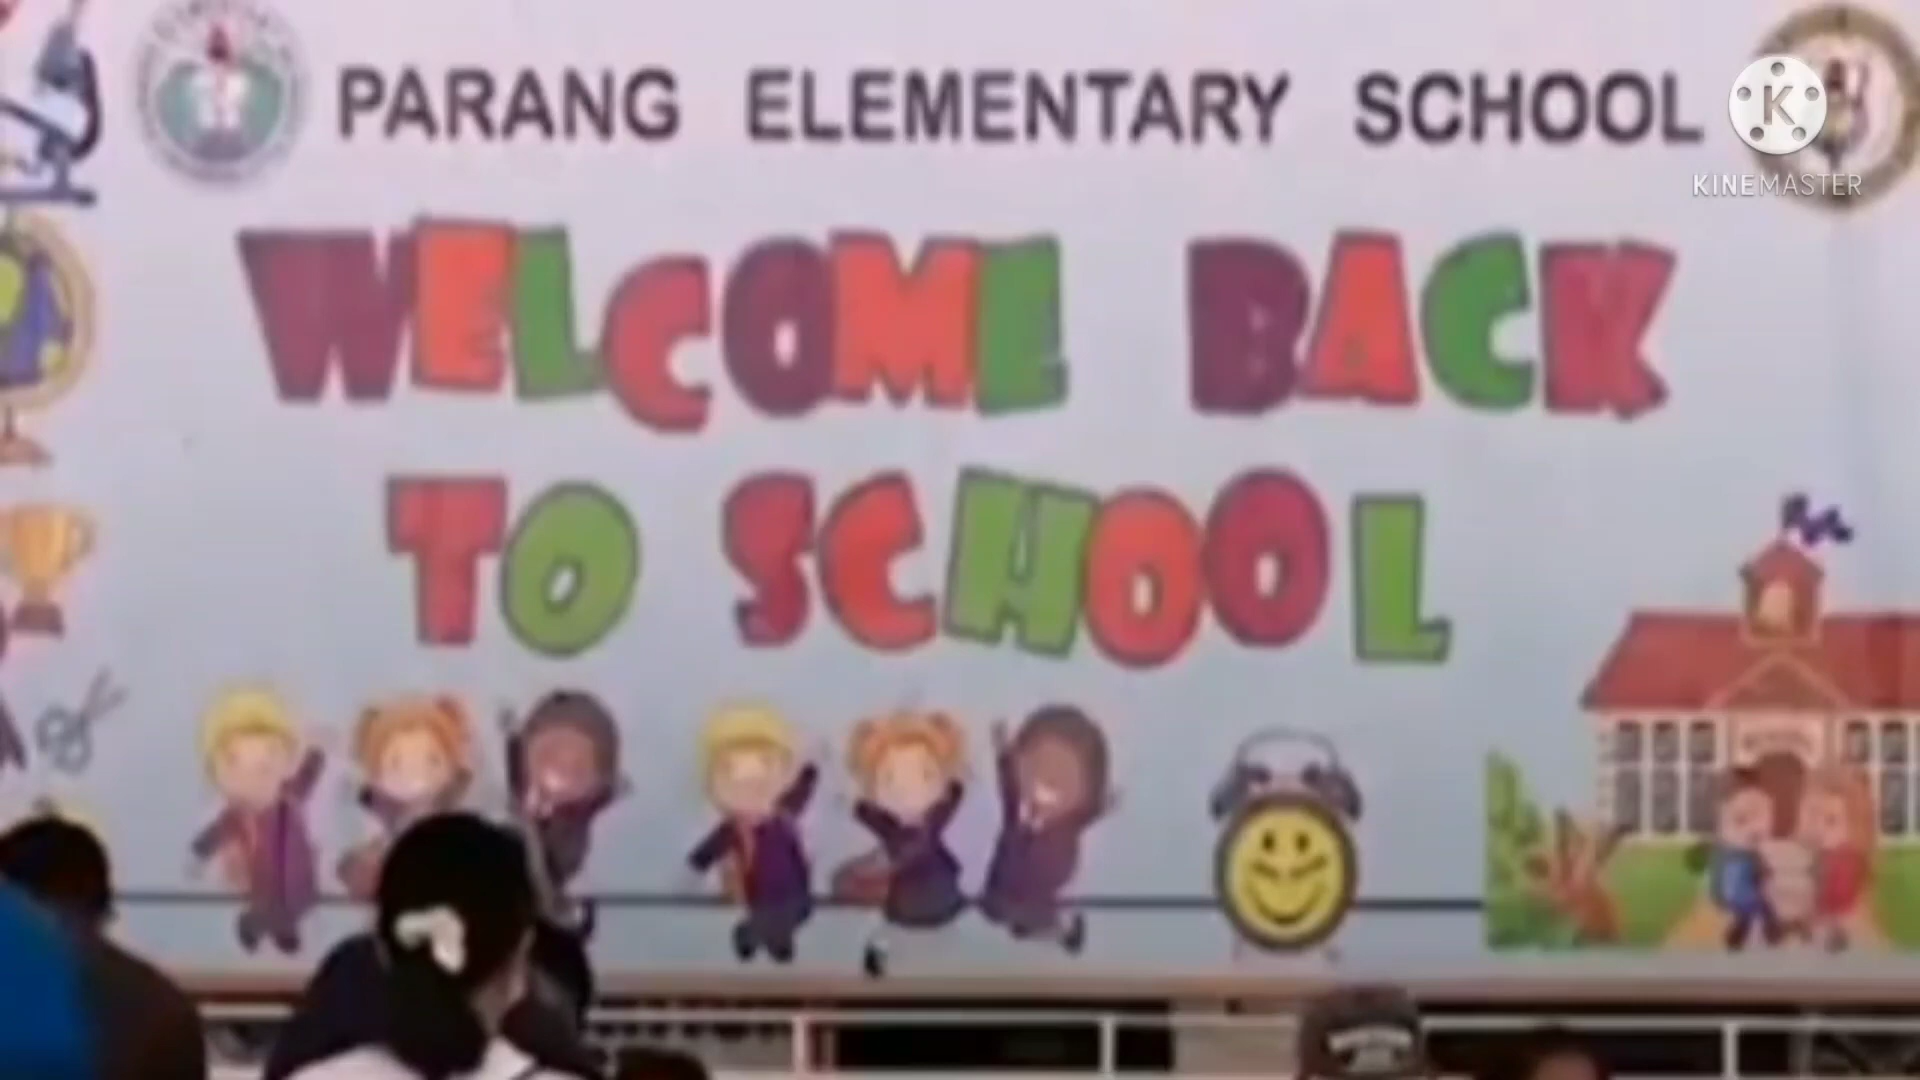 PARANG ELEMENTARY SCHOOL
K
KINEMASTER
WELCOME BACK
TO SCHOOL